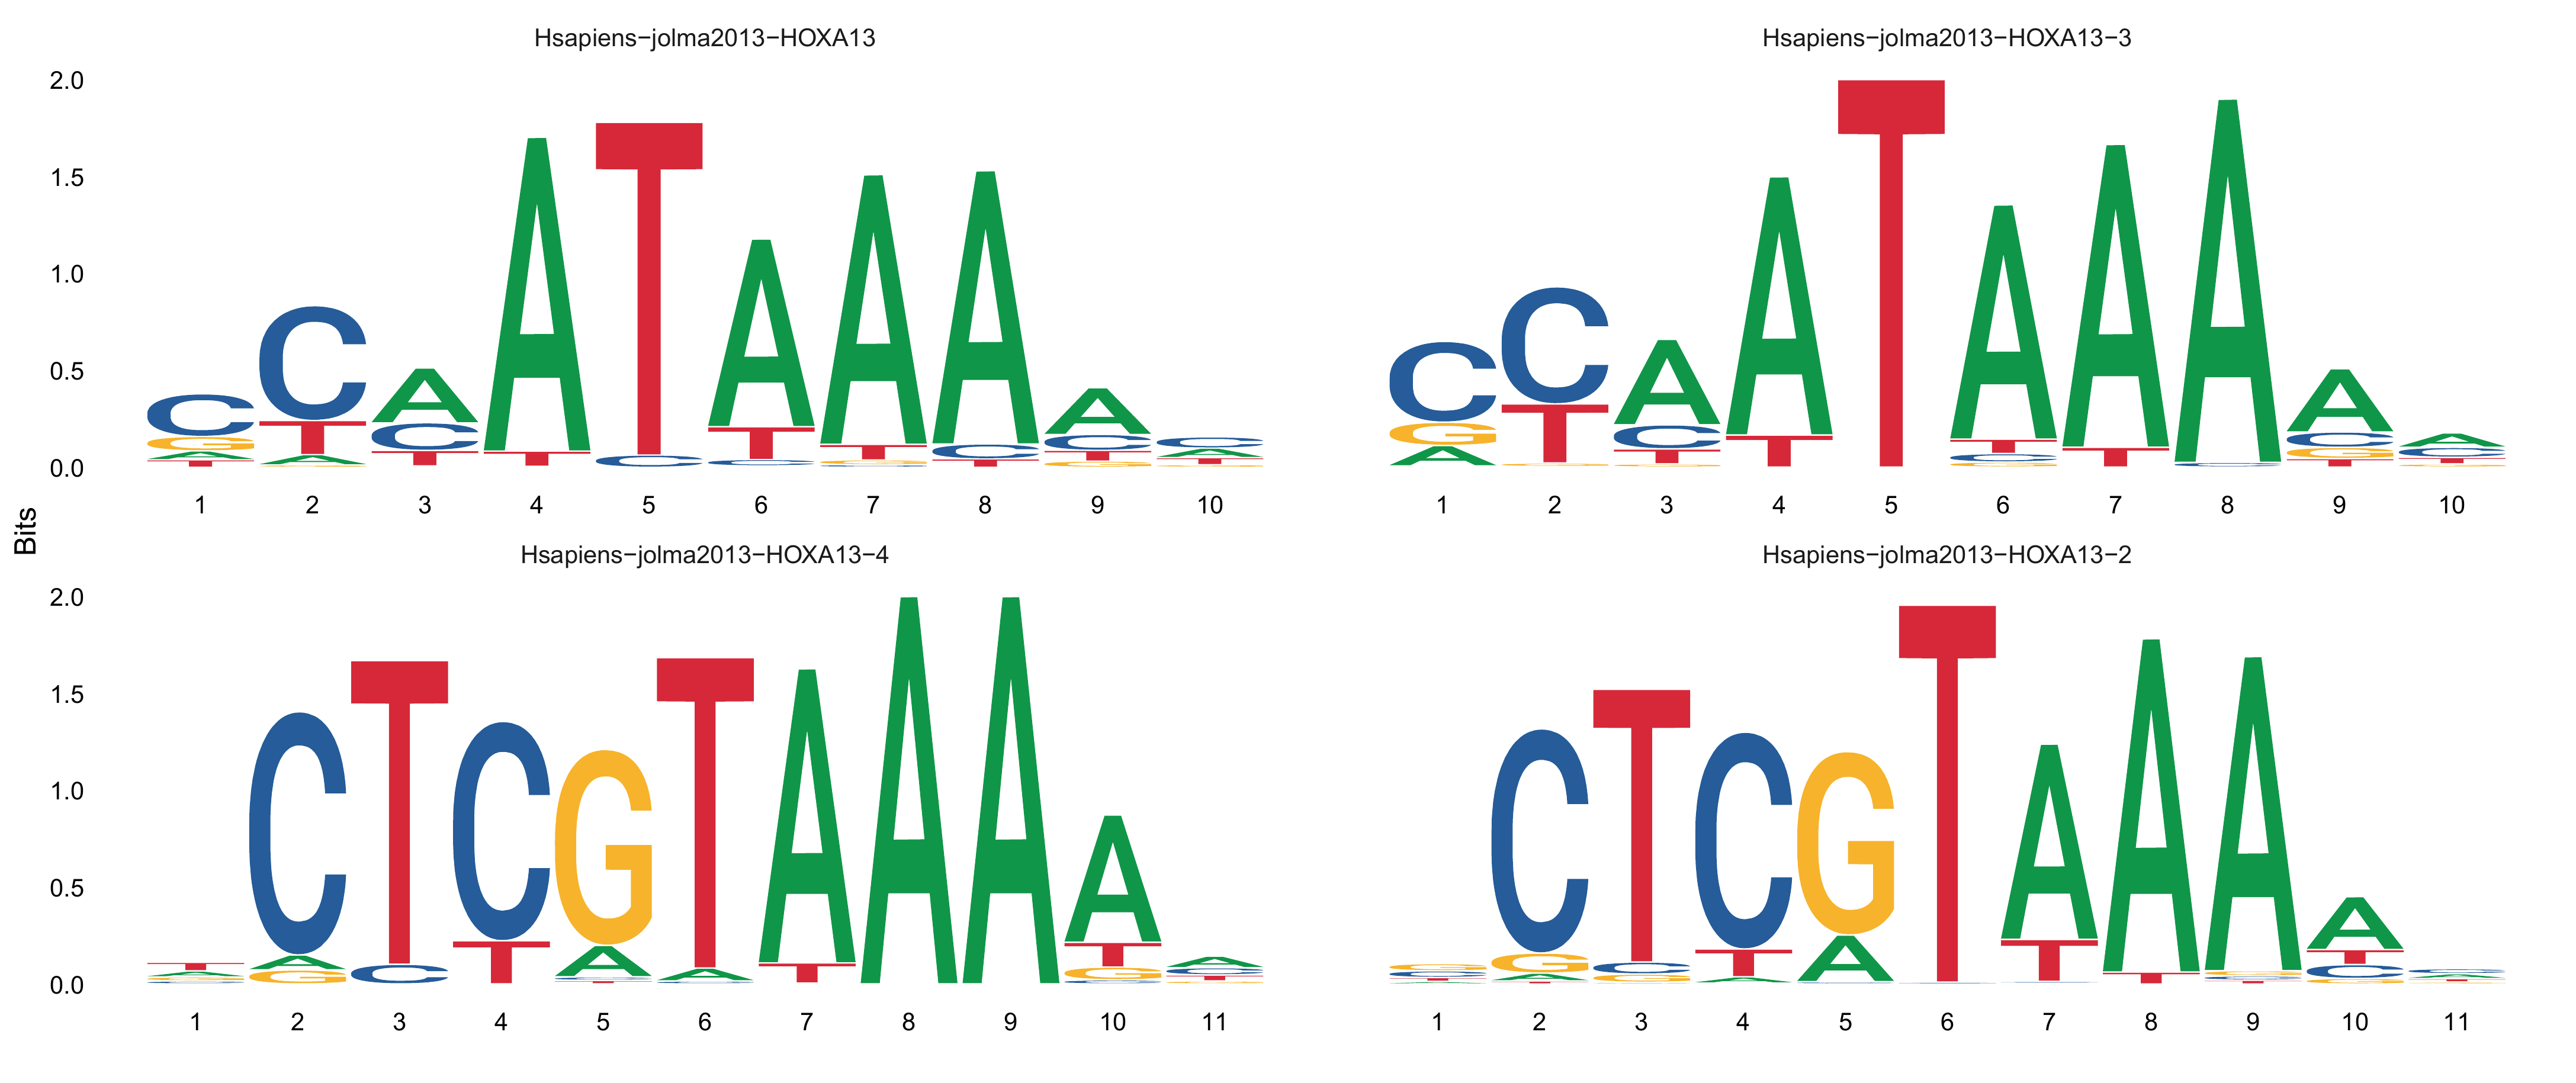 Hsapiens−jolma2013−HOXA13
Hsapiens−jolma2013−HOXA13−3
2.0
1.5
1.0
0.5
0.0
1 2 3 4 5 6 7 8 9 10
1 2 3 4 5 6 7 8 9 10
Bits
Hsapiens−jolma2013−HOXA13−4
Hsapiens−jolma2013−HOXA13−2
2.0
1.5
1.0
0.5
0.0
1 2 3 4 5 6 7 8 9 10 11
1 2 3 4 5 6 7 8 9 10 11